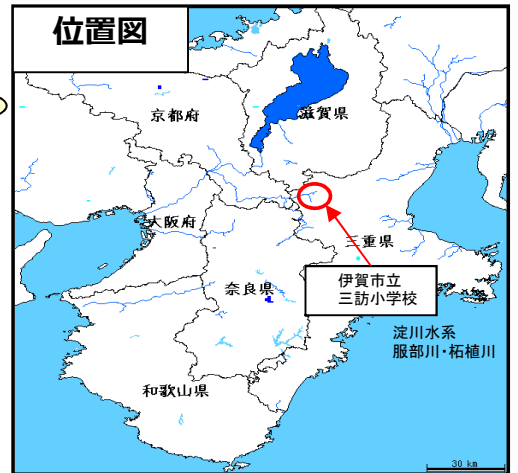 位置図
京都府
滋賀県
大阪府
三重県
伊賀市立
三訪小学校
奈良県
淀川水系
服部川・柘植川
和歌山県
30 km